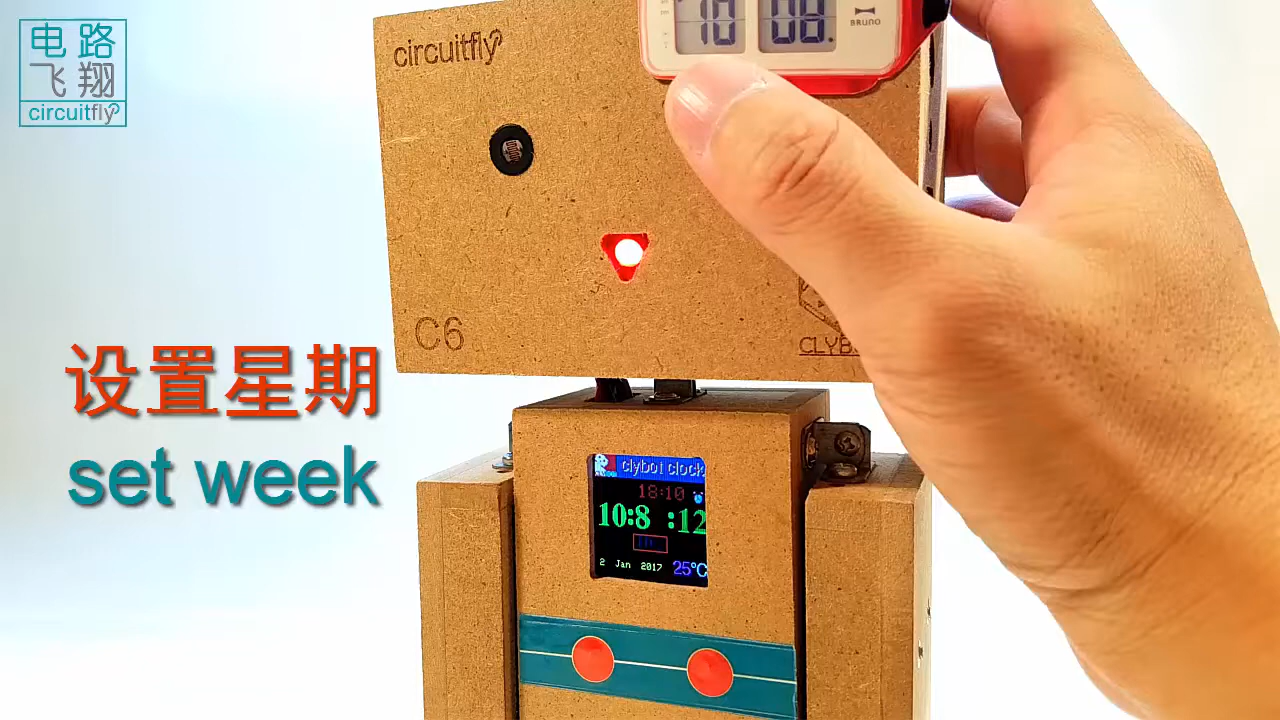 电路
飞翔
circuitfly
circuitfly
10 08
BRUNO
C6
设置星期
set week
clybot clock
18:10
10:8 :12
2 Jan 2017 25°C